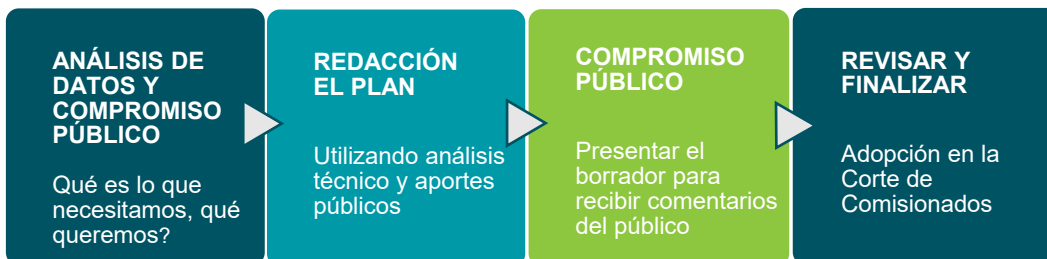 ANÁLISIS DE
DATOS Y
COMPROMISO
PÚBLICO
Qué es lo que
necesitamos, qué
queremos?
REDACCIÓN
EL PLAN
Utilizando análisis
técnico y aportes
públicos
COMPROMISO
PÚBLICO
Presentar el
borrador para
recibir comentarios
del público
REVISAR Y
FINALIZAR
Adopción en la
Corte de
Comisionados